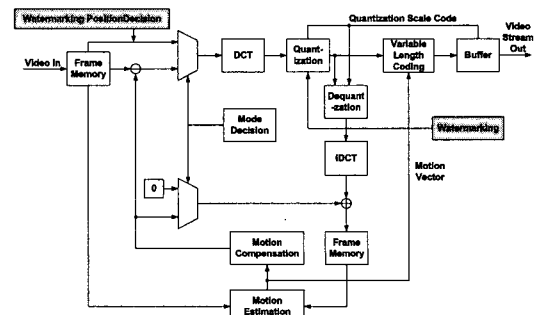 Watermarking PositionDecision
Quantization Scale Code
Video
Stream
Out
Video In
Frame
Memory
DCT
Quant-
ization
Variable
Length
Coding
Buffer
Dequant
-ization
Mode
Decision
Watermarking
IDCT
Motion
Vector
0
Motion
Compensation
Frame
Memory
Motion
Estimation